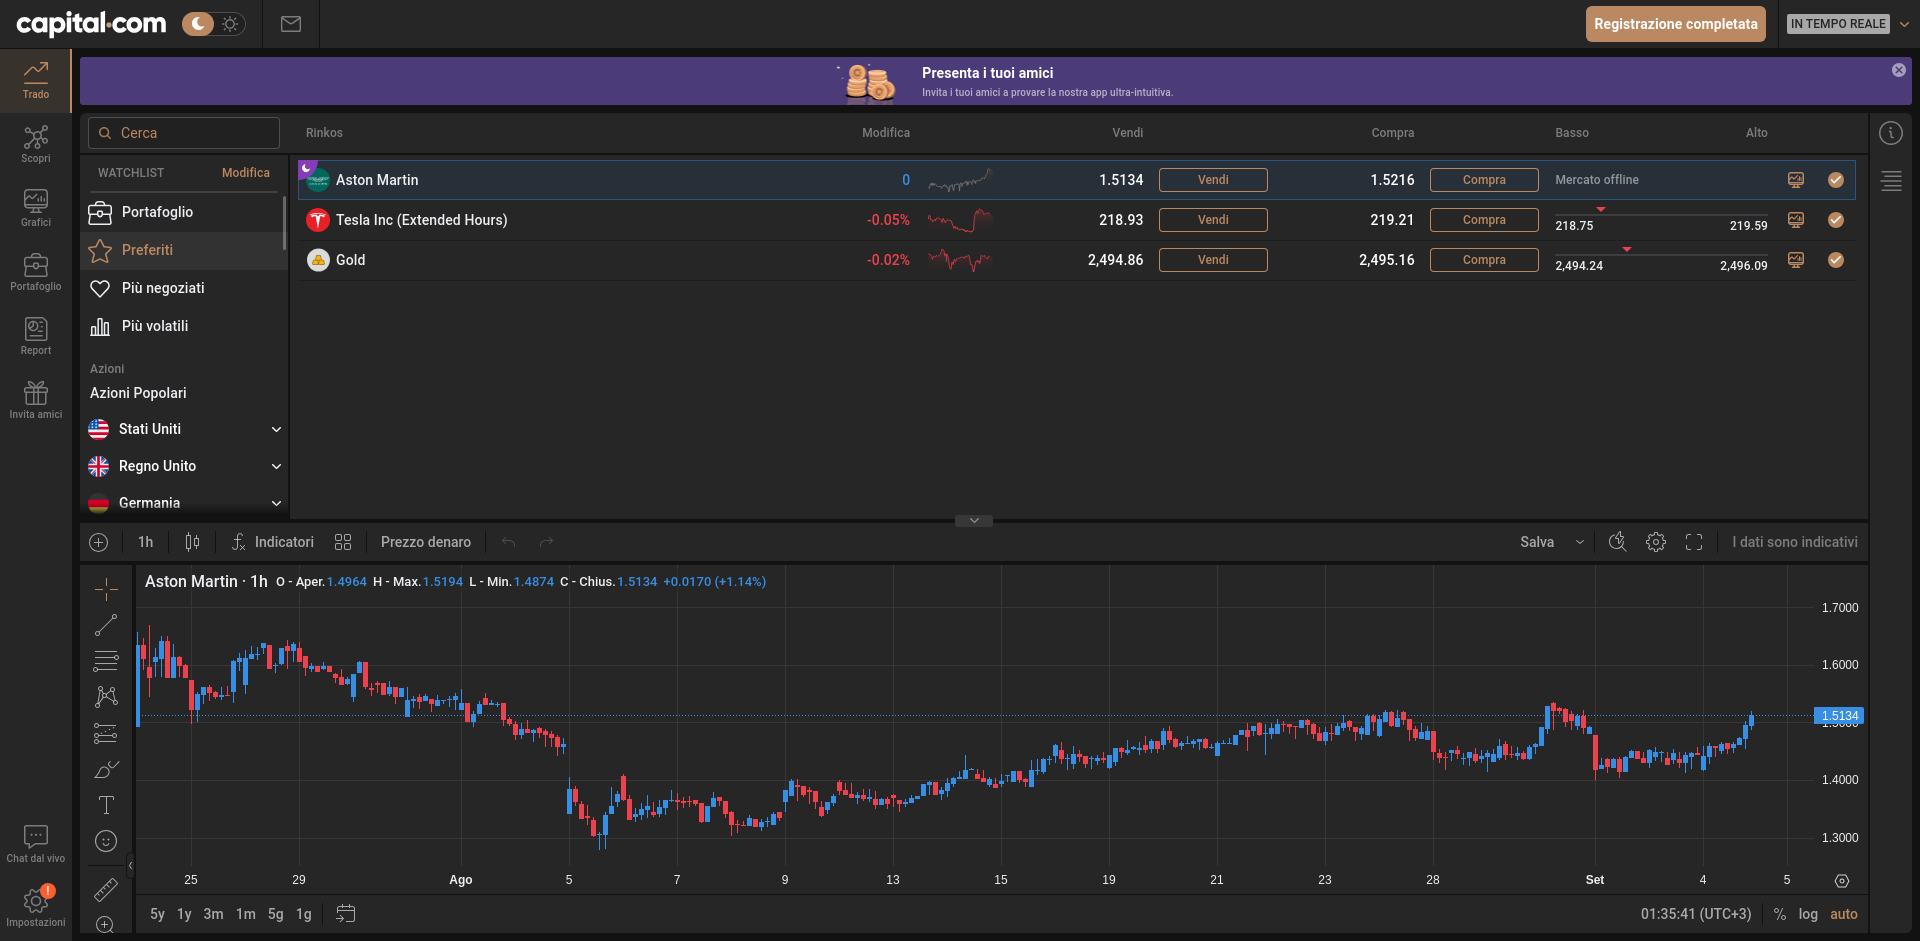 capital.com
Registrazione completata
IN TEMPO REALE
Trado
Presenta i tuoi amici
Invita i tuoi amici a provare la nostra app ultra-intuitiva.
Cerca
Rinkos Modifica Vendi Compra Basso Alto
Scopri
WATCHLIST Modifica
Aston Martin 0 1.5134 Vendi 1.5216 Compra Mercato offline
Portafoglio
Grafici
Tesla Inc (Extended Hours) -0.05% 218.93 Vendi 219.21 Compra 218.75 219.59
Preferiti
Gold -0.02% 2,494.86 Vendi 2,495.16 Compra 2,494.24 2,496.09
Portafoglio
Più negoziati
Più volatili
Report
Azioni
Azioni Popolari
Invita amici
Stati Uniti
Regno Unito
Germania
1h Indicatori Prezzo denaro Salva I dati sono indicativi
Aston Martin · 1h O - Aper.1.4964 H - Max.1.5194 L - Min.1.4874 C - Chius.1.5134 +0.0170 (+1.14%)
1.7000
1.6000
1.5134
1.4000
1.3000
Chat dal vivo
25 29 Ago 5 7 9 13 15 19 21 23 28 Set 4 5
Impostazioni
5y 1y 3m 1m 5g 1g 01:35:41 (UTC+3) % log auto